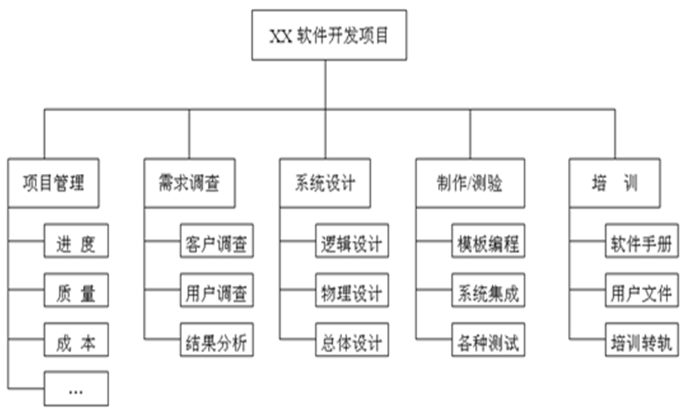 XX 软件开发项目
项目管理
需求调查
系统设计
制作/测验
培 训
进 度
客户调查
逻辑设计
模板编程
软件手册
质 量
用户调查
物理设计
系统集成
用户文件
成 本
结果分析
总体设计
各种测试
培训转轨
…